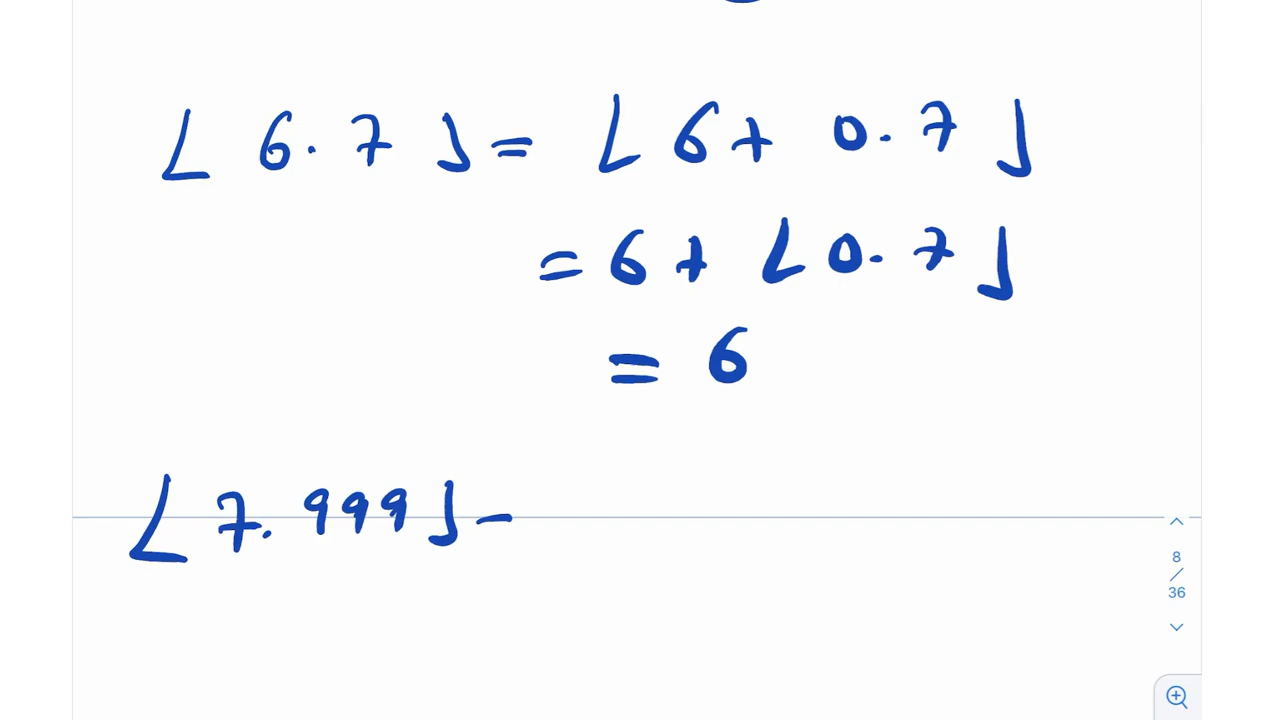 ⌊ 6.7 ⌋ = ⌊ 6 + 0.7 ⌋
= 6 + ⌊ 0.7 ⌋
= 6
⌊ 7.999 ⌋ -
8
/
36